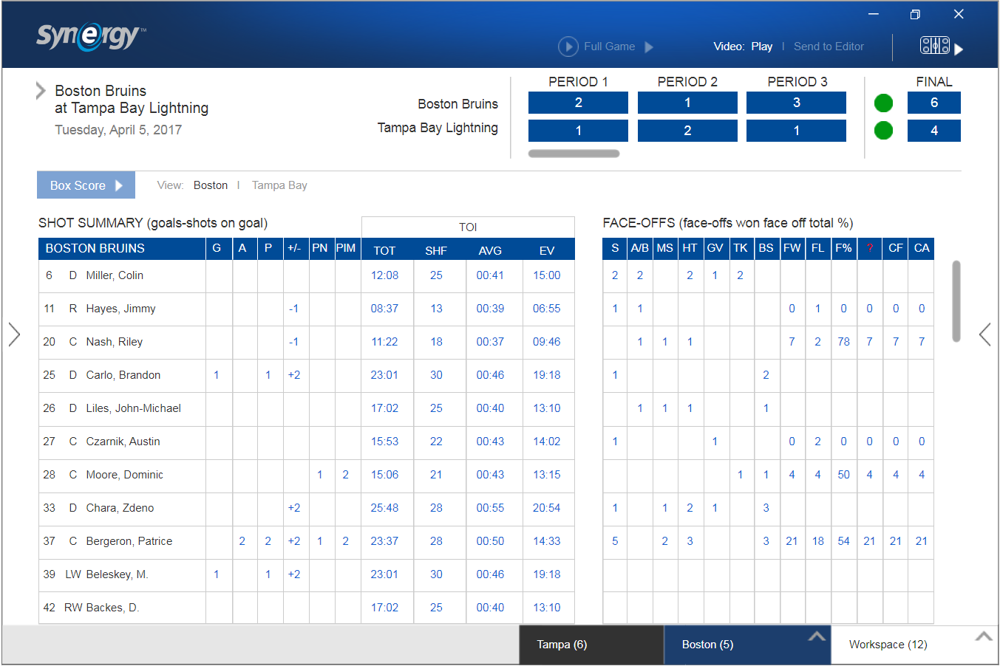 Synergy™
Full Game
Video: Play | Send to Editor
Boston Bruins
at Tampa Bay Lightning
Tuesday, April 5, 2017
PERIOD 1 PERIOD 2 PERIOD 3 FINAL
Boston Bruins 2 1 3 6
Tampa Bay Lightning 1 2 1 4
Box Score View: Boston | Tampa Bay
SHOT SUMMARY (goals-shots on goal) TOI FACE-OFFS (face-offs won face off total %)
BOSTON BRUINS G A P +/- PN PIM TOT SHF AVG EV S A/B MS HT GV TK BS FW FL F% ? CF CA
6 D Miller, Colin 12:08 25 00:41 15:00 2 2 2 1 2
11 R Hayes, Jimmy -1 08:37 13 00:39 06:55 1 1 0 1 0 0 0 0
20 C Nash, Riley -1 11:22 18 00:37 09:46 1 1 1 7 2 78 7 7 7
25 D Carlo, Brandon 1 1 +2 23:01 30 00:46 19:18 1 2
26 D Liles, John-Michael 17:02 25 00:40 13:10 1 1 1 1
27 C Czarnik, Austin 15:53 22 00:43 14:02 1 1 0 2 0 0 0 0
28 C Moore, Dominic 1 2 15:06 21 00:43 13:15 1 1 4 4 50 4 4 4
33 D Chara, Zdeno +2 25:48 28 00:55 20:54 1 1 2 1 3
37 C Bergeron, Patrice 2 2 +2 1 2 23:37 28 00:50 14:33 5 2 3 3 21 18 54 21 21 21
39 LW Beleskey, M. 1 1 +2 23:01 30 00:46 19:18
42 RW Backes, D. 17:02 25 00:40 13:10
Tampa (6) Boston (5) Workspace (12)